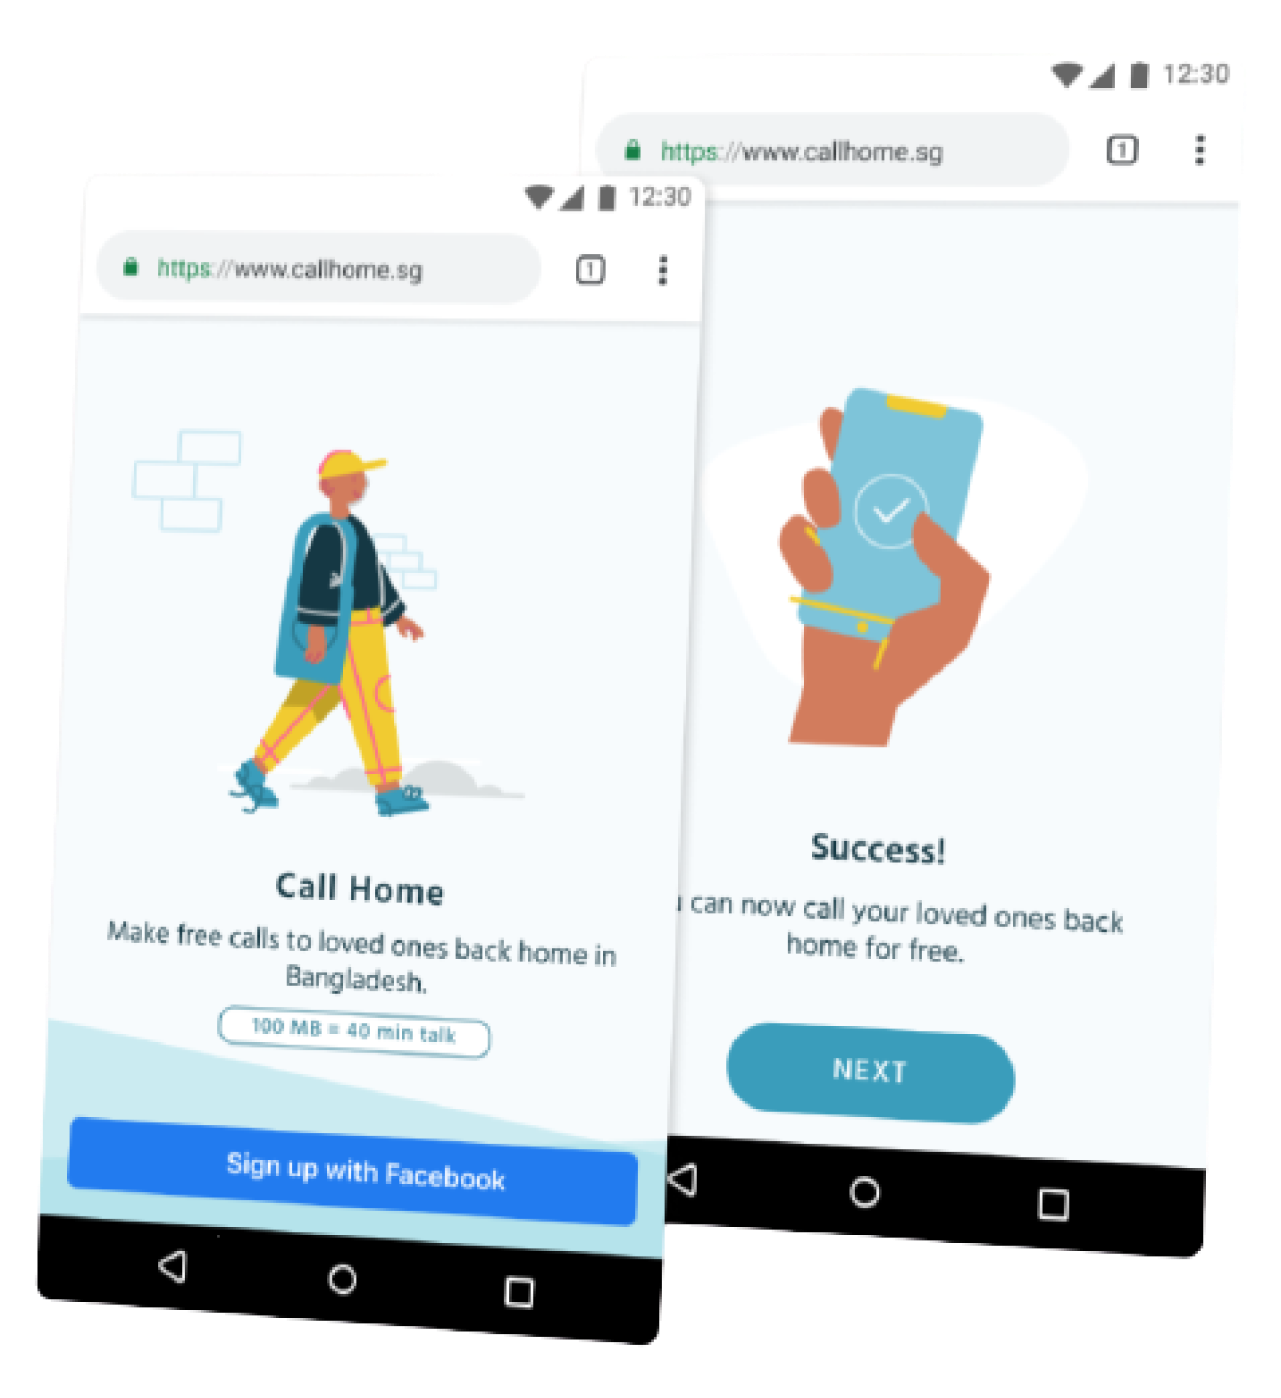 12:30
https://www.callhome.sg
1
Call Home
Make free calls to loved ones back home in
Bangladesh.
100 MB = 40 min talk
Sign up with Facebook
12:30
https://www.callhome.sg
1
Success!
can now call your loved ones back
home for free.
NEXT